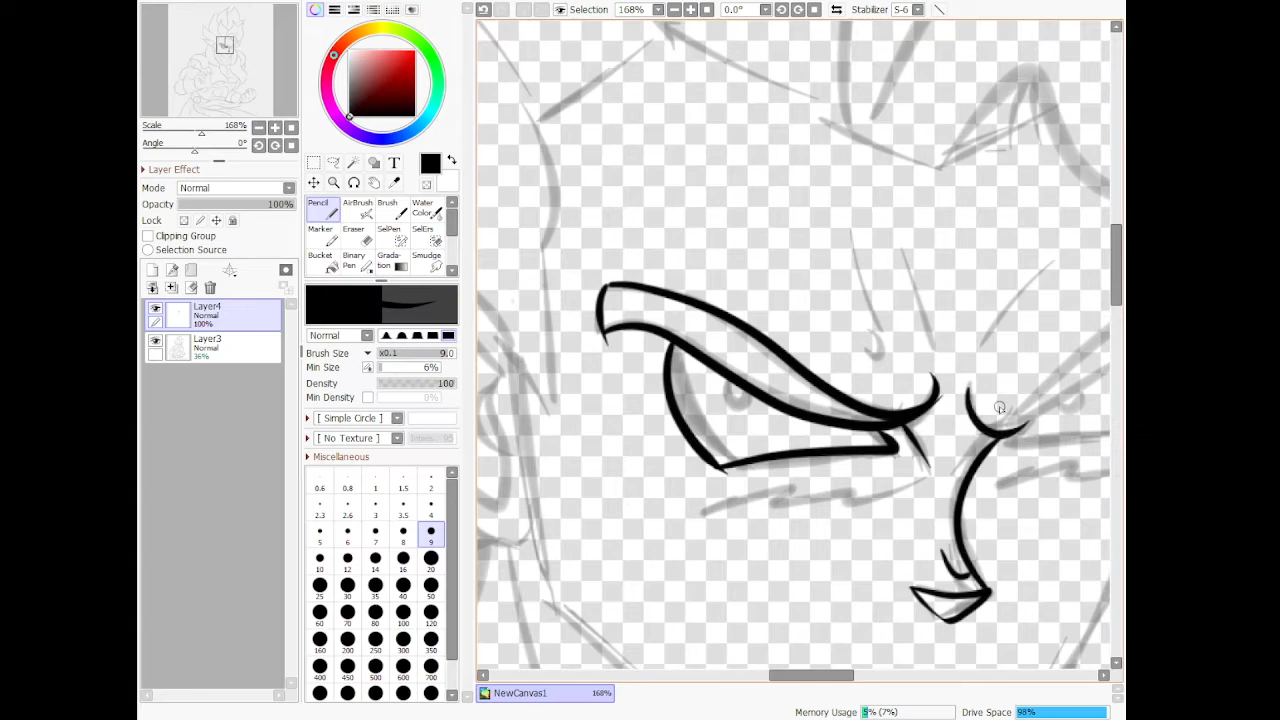 Selection 168% 0.0° Stabilizer S-6
Scale 168%
Angle 0°
Layer Effect
Mode Normal
Opacity 100%
Lock
Clipping Group
Selection Source
Layer4
Normal
100%
Layer3
Normal
36%
T
Pencil AirBrush Brush Water Color
Marker Eraser SelPen SelErs
Bucket Binary Pen Grada-tion Smudge
Normal
Brush Size x0.1 9.0
Min Size 6%
Density 100
Min Density 0%
[ Simple Circle ]
[ No Texture ] 95
Miscellaneous
0.6 0.8 1 1.5 2
2.3 2.6 3 3.5 4
5 6 7 8 9
10 12 14 16 20
25 30 35 40 50
60 70 80 100 120
160 200 250 300 350
400 450 500 600 700
NewCanvas1 168%
Memory Usage 5% (7%) Drive Space 98%